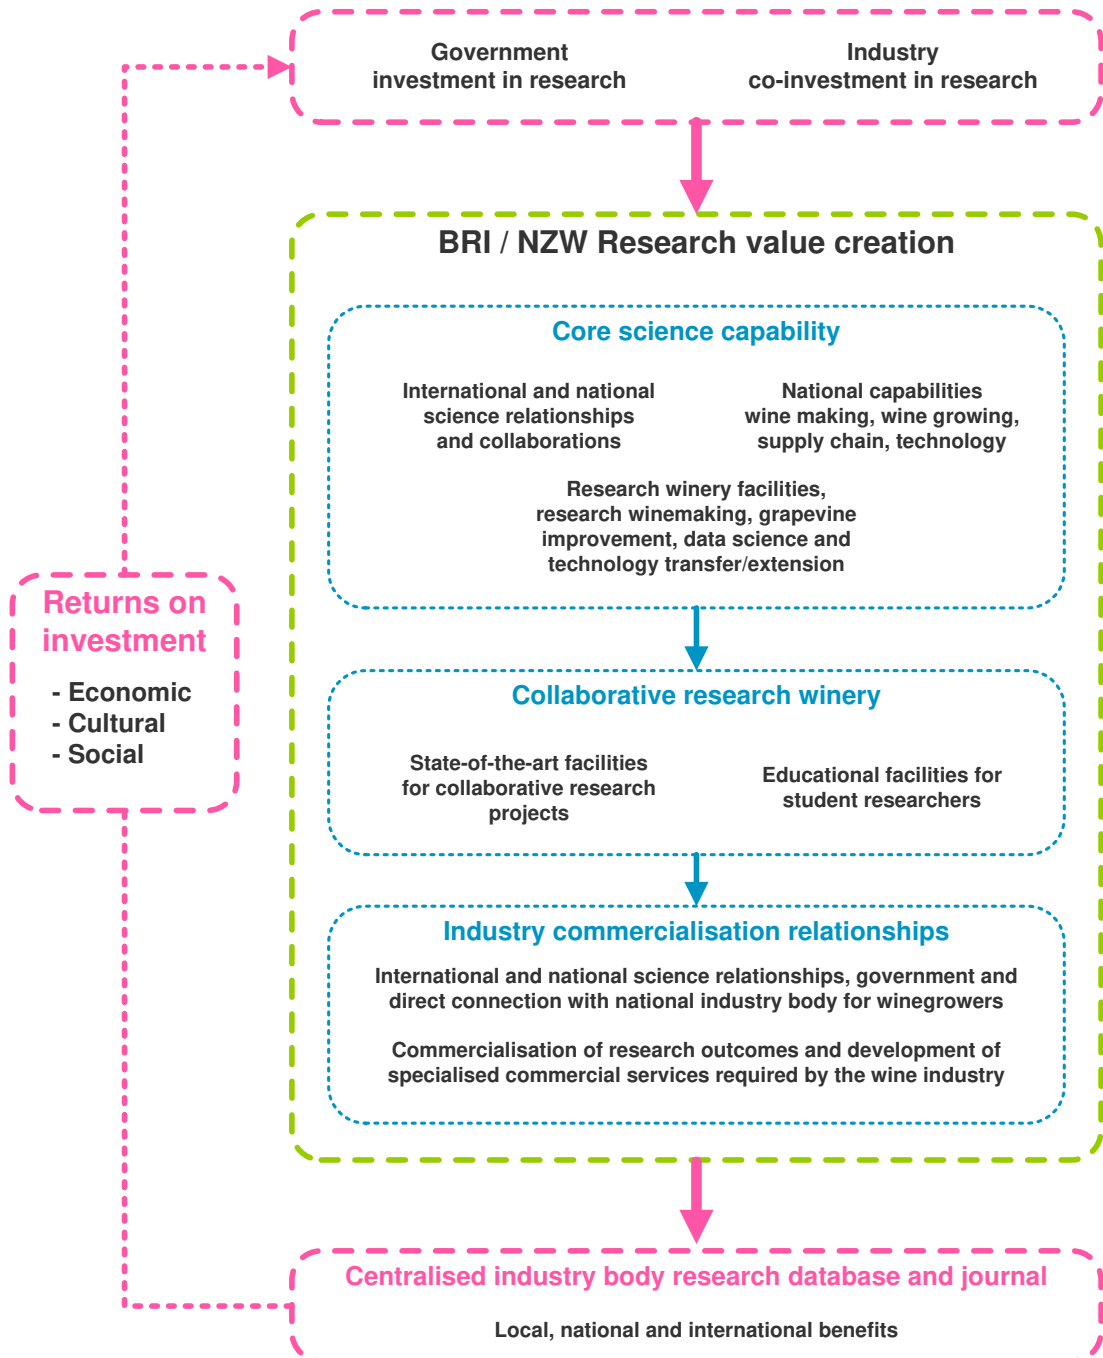 Government
investment in research
Industry
co-investment in research
BRI / NZW Research value creation
Core science capability
International and national
science relationships
and collaborations
National capabilities
wine making, wine growing,
supply chain, technology
Research winery facilities,
research winemaking, grapevine
improvement, data science and
technology transfer/extension
Returns on
investment
- Economic
- Cultural
- Social
Collaborative research winery
State-of-the-art facilities
for collaborative research
projects
Educational facilities for
student researchers
Industry commercialisation relationships
International and national science relationships, government and
direct connection with national industry body for winegrowers
Commercialisation of research outcomes and development of
specialised commercial services required by the wine industry
Centralised industry body research database and journal
Local, national and international benefits